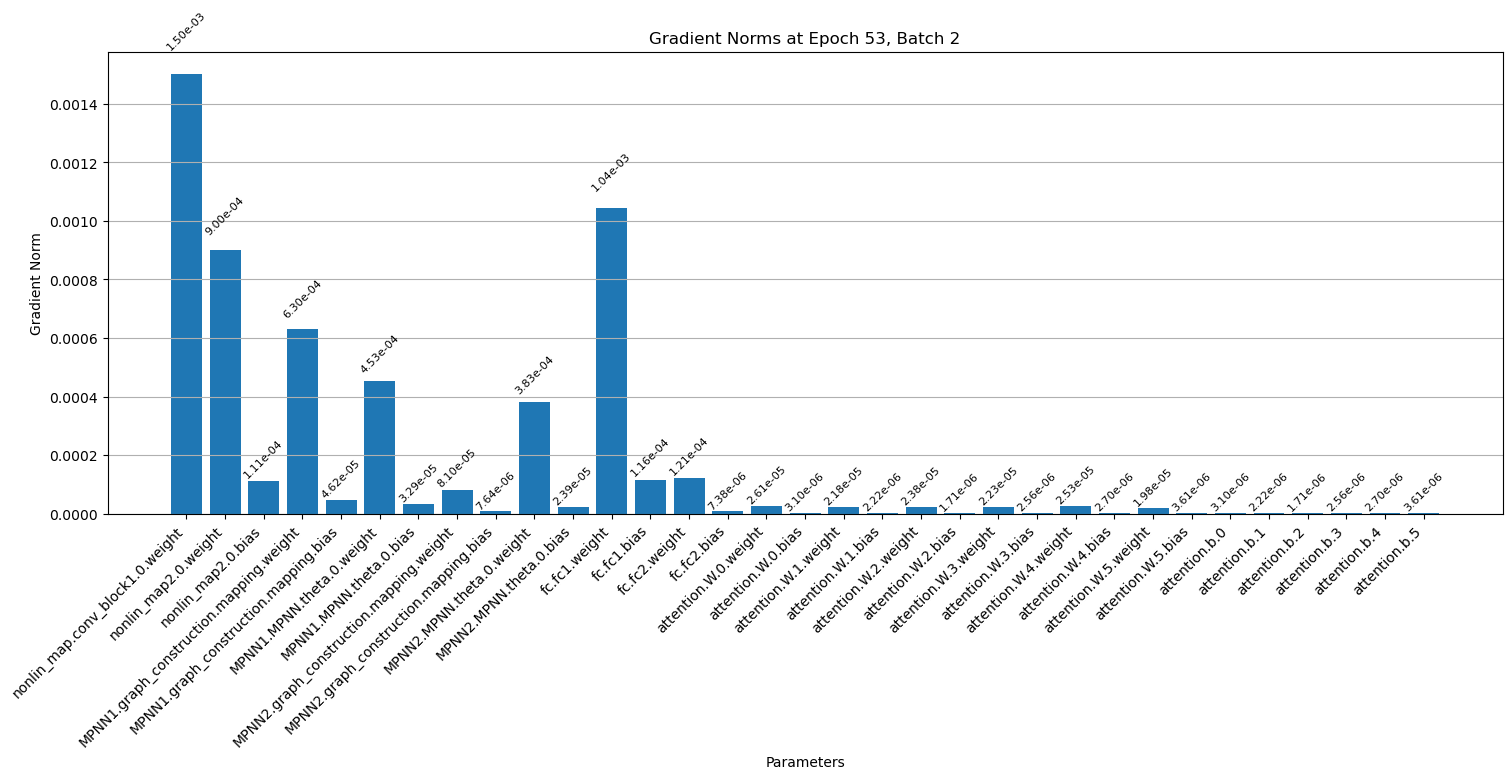 Gradient Norms at Epoch 53, Batch 2
Gradient Norm
0.0014
0.0012
0.0010
0.0008
0.0006
0.0004
0.0002
0.0000
1.50e-03
9.00e-04
1.11e-04
6.30e-04
4.62e-05
4.53e-04
3.29e-05
8.10e-05
7.64e-06
3.83e-04
2.39e-05
1.04e-03
1.16e-04
1.21e-04
7.38e-06
2.61e-05
3.10e-06
2.18e-05
2.22e-06
2.38e-05
1.71e-06
2.23e-05
2.56e-06
2.53e-05
2.70e-06
1.98e-05
3.61e-06
3.10e-06
2.22e-06
1.71e-06
2.56e-06
2.70e-06
3.61e-06
nonlin_map.conv_block1.0.weight
nonlin_map2.0.weight
nonlin_map2.0.bias
MPNN1.graph_construction.mapping.weight
MPNN1.graph_construction.mapping.bias
MPNN1.MPNN.theta.0.weight
MPNN1.MPNN.theta.0.bias
MPNN2.graph_construction.mapping.weight
MPNN2.graph_construction.mapping.bias
MPNN2.MPNN.theta.0.weight
MPNN2.MPNN.theta.0.bias
fc.fc1.weight
fc.fc1.bias
fc.fc2.weight
fc.fc2.bias
attention.W.0.weight
attention.W.0.bias
attention.W.1.weight
attention.W.1.bias
attention.W.2.weight
attention.W.2.bias
attention.W.3.weight
attention.W.3.bias
attention.W.4.weight
attention.W.4.bias
attention.W.5.weight
attention.W.5.bias
attention.b.0
attention.b.1
attention.b.2
attention.b.3
attention.b.4
attention.b.5
Parameters